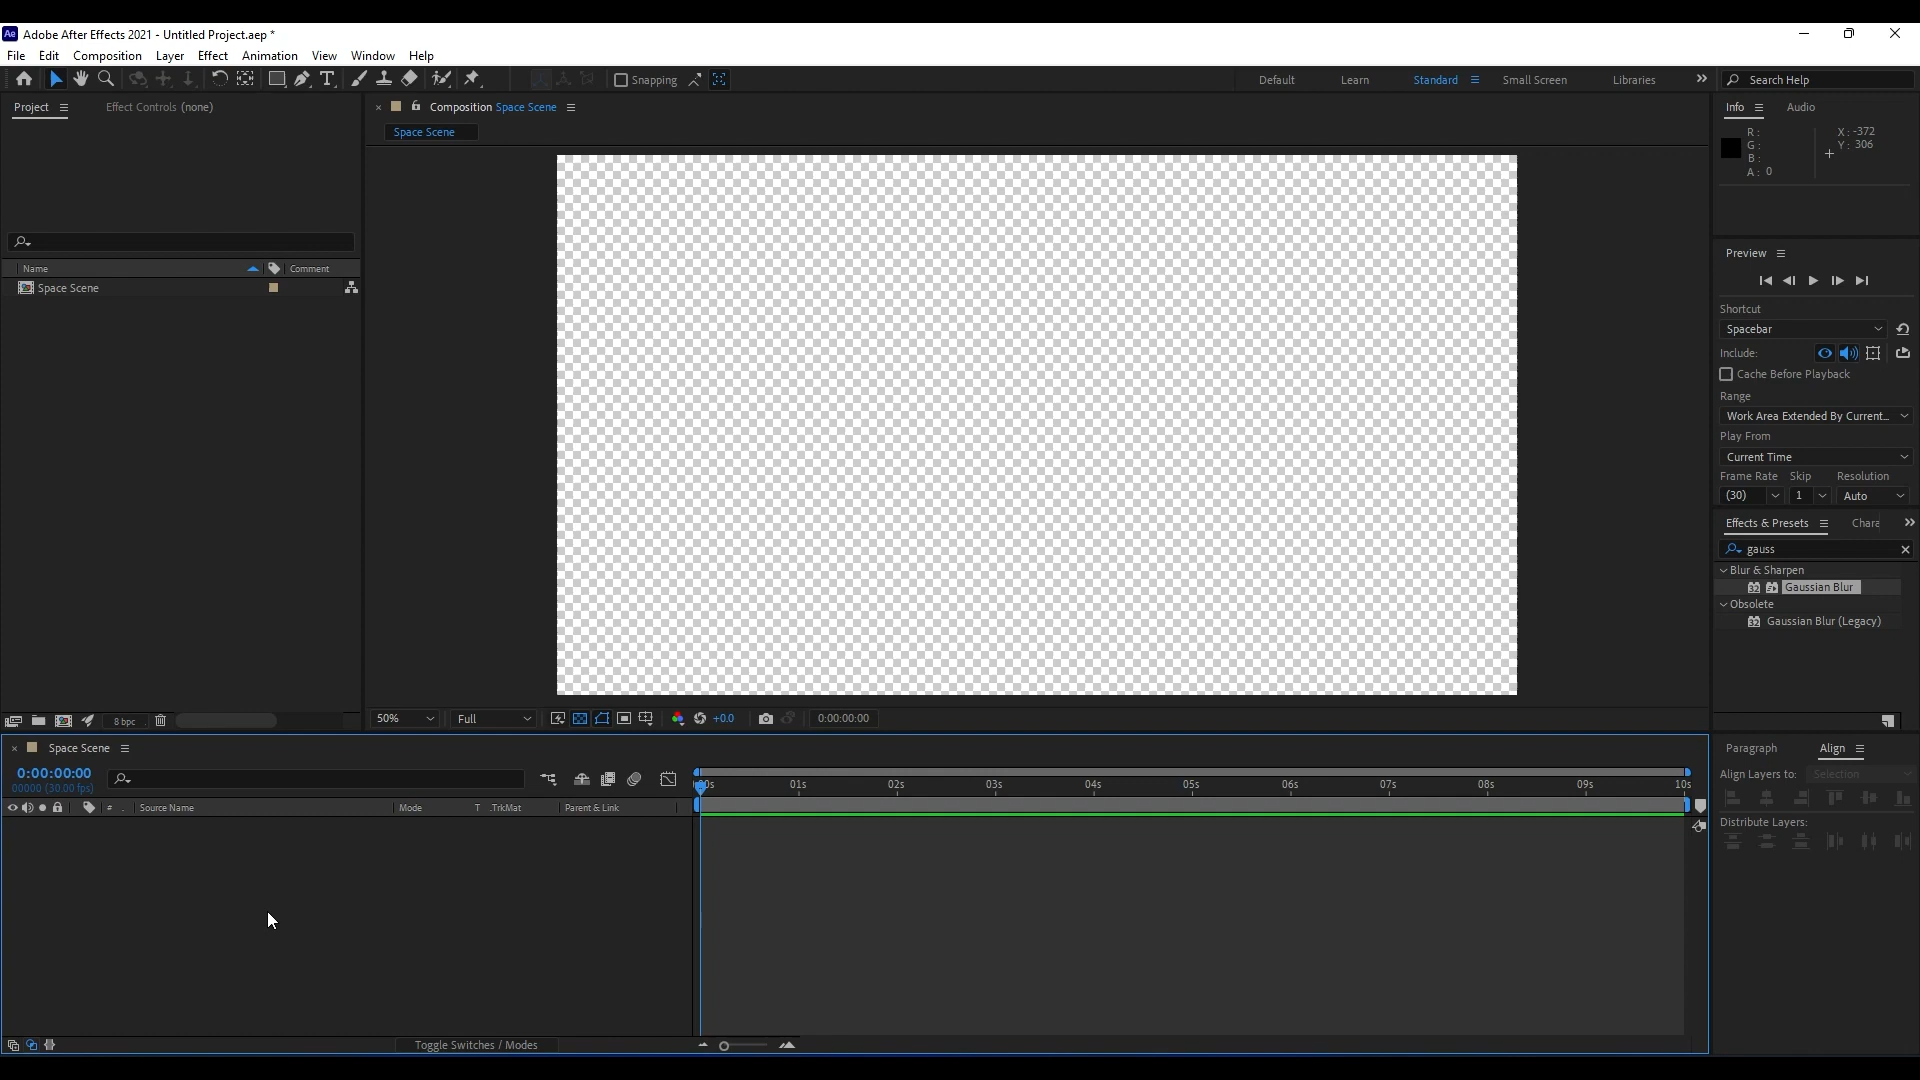 Ae Adobe After Effects 2021 - Untitled Project.aep *
File Edit Composition Layer Effect Animation View Window Help
Snapping Default Learn Standard Small Screen Libraries Search Help
Project Effect Controls (none)
Composition Space Scene
Space Scene
Name Comment
Space Scene
8 bpc
50% Full +0.0 0:00:00:00
Info Audio
R :
G :
B :
A : 0
X : -372
Y : 306
Preview
Shortcut
Spacebar
Include:
Cache Before Playback
Range
Work Area Extended By Current...
Play From
Current Time
Frame Rate Skip Resolution
(30) 1 Auto
Effects & Presets Chara
gauss
Blur & Sharpen
32 Gaussian Blur
Obsolete
32 Gaussian Blur (Legacy)
Space Scene
0:00:00:00
00000 (30.00 fps)
# Source Name Mode T .TrkMat Parent & Link
00s 01s 02s 03s 04s 05s 06s 07s 08s 09s 10s
Toggle Switches / Modes
Paragraph Align
Align Layers to: Selection
Distribute Layers: